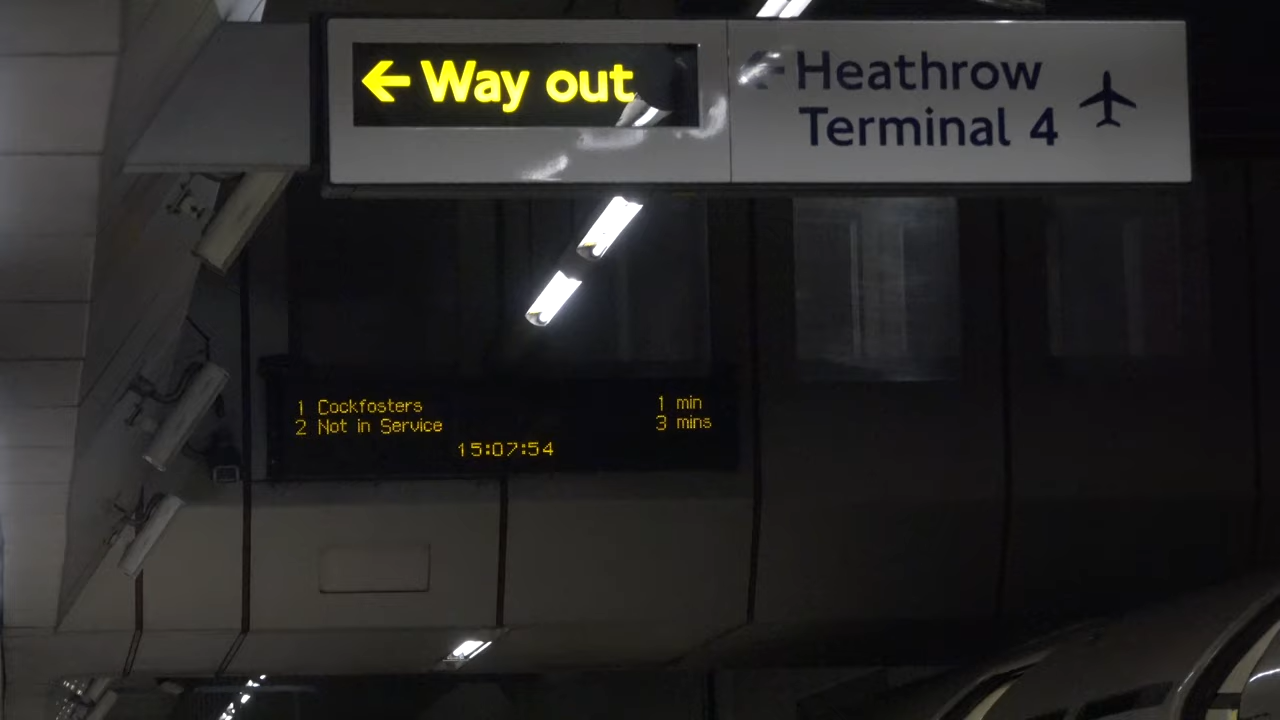 ← Way out
← Heathrow
Terminal 4
1 Cockfosters 1 min
2 Not in Service 3 mins
15:07:54